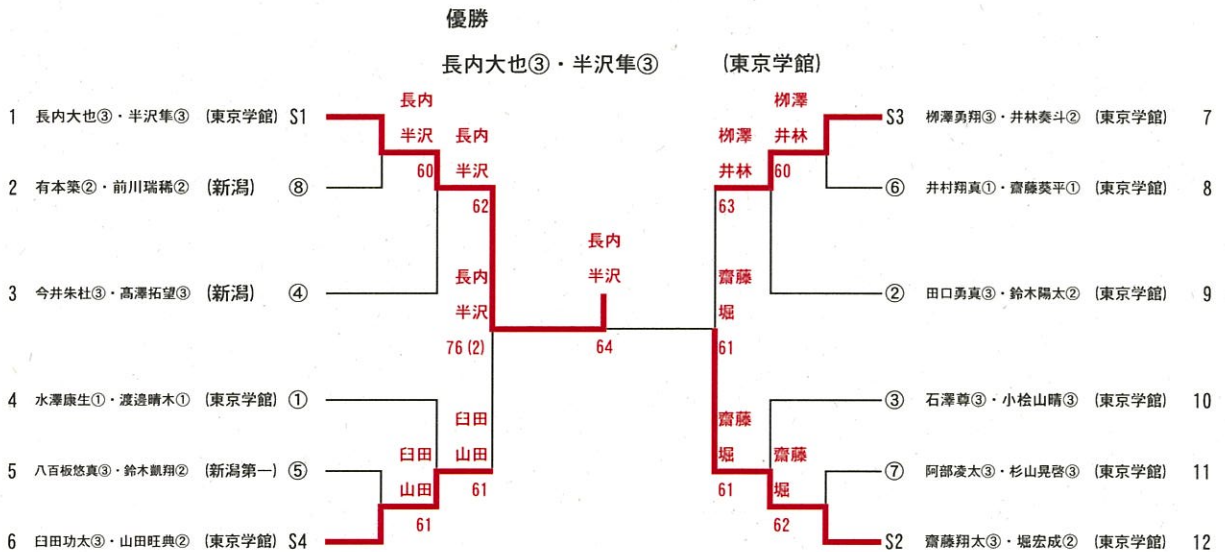 優勝
長内大也③・半沢隼③ (東京学館)
長内 柳澤
1 長内大也③・半沢隼③ (東京学館) S1 半沢 長内 柳澤 井林 S3 柳澤勇翔③・井林奏斗② (東京学館) 7
60 半沢 井林 60
2 有本築②・前川瑞稀② (新潟) ⑧ ⑥ 井村翔真①・齋藤葵平① (東京学館) 8
62 63
長内
長内 半沢 齋藤
3 今井朱杜③・髙澤拓望③ (新潟) ④ ② 田口勇真③・鈴木陽太② (東京学館) 9
半沢 堀
76 (2) 64 61
4 水澤康生①・渡邉晴木① (東京学館) ① ③ 石澤尊③・小桧山晴③ (東京学館) 10
臼田 齋藤
臼田 山田 堀 齋藤
5 八百板悠真③・鈴木凱翔② (新潟第一) ⑤ ⑦ 阿部凌太③・杉山晃啓③ (東京学館) 11
山田 61 61 堀
61 62
6 臼田功太③・山田旺典② (東京学館) S4 S2 齋藤翔太③・堀宏成② (東京学館) 12